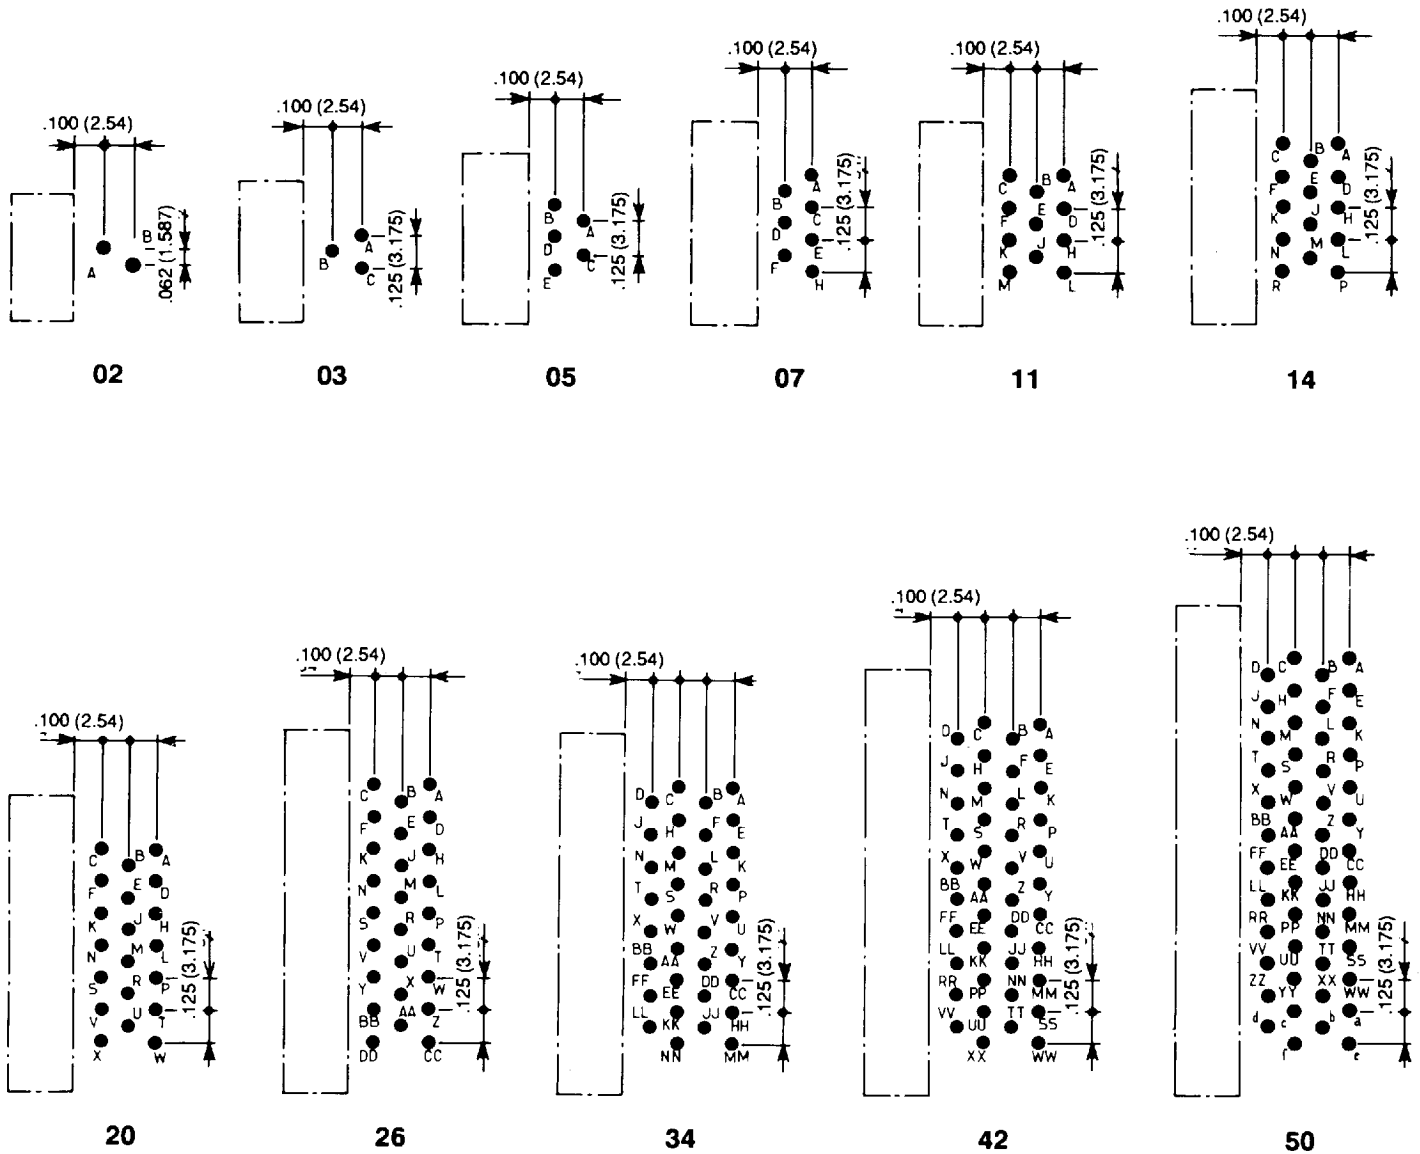 .100 (2.54)
A B
.062 (1.587)
02
.100 (2.54)
A
B
C
.125 (3.175)
03
.100 (2.54)
B A
D C
E
.125 (3.175)
05
.100 (2.54)
A
B C
D E
F H
.125 (3.175)
07
.100 (2.54)
C B A
F E D
K J H
M L
.125 (3.175)
11
.100 (2.54)
C B A
F E D
K J H
N M L
R P
.125 (3.175)
14
.100 (2.54)
C B A
F E D
K J H
N M L
S R P
V U T
X W
.125 (3.175)
20
.100 (2.54)
C B A
F E D
K J H
N M L
S R P
V U T
Y X W
BB AA Z
DD CC
.125 (3.175)
26
.100 (2.54)
D C B A
J H F E
N M L K
T S R P
X W V U
BB AA Z Y
FF EE DD CC
LL KK JJ HH
NN MM
.125 (3.175)
34
.100 (2.54)
D C B A
J H F E
N M L K
T S R P
X W V U
BB AA Z Y
FF EE DD CC
LL KK JJ HH
RR PP NN MM
VV UU TT SS
XX WW
.125 (3.175)
42
.100 (2.54)
D C B A
J H F E
N M L K
T S R P
X W V U
BB AA Z Y
FF EE DD CC
LL KK JJ HH
RR PP NN MM
VV UU TT SS
ZZ YY XX WW
d c b a
f e
.125 (3.175)
50